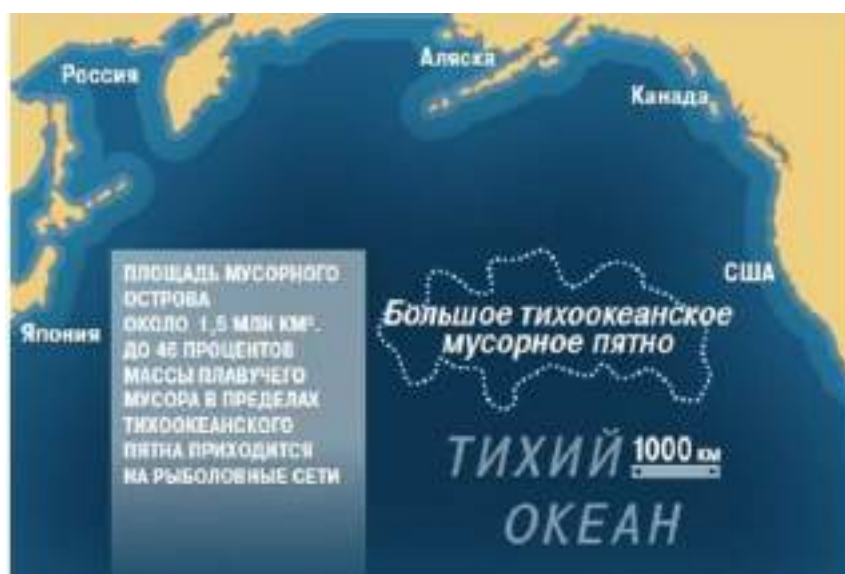 Россия
Аляска
Канада
США
Япония
ПЛОЩАДЬ МУСОРНОГО
ОСТРОВА
ОКОЛО 1,5 МЛН КМ².
ДО 46 ПРОЦЕНТОВ
МАССЫ ПЛАВУЧЕГО
МУСОРА В ПРЕДЕЛАХ
ТИХООКЕАНСКОГО
ПЯТНА ПРИХОДИТСЯ
НА РЫБОЛОВНЫЕ СЕТИ
Большое тихоокеанское
мусорное пятно
ТИХИЙ
ОКЕАН
1000 км